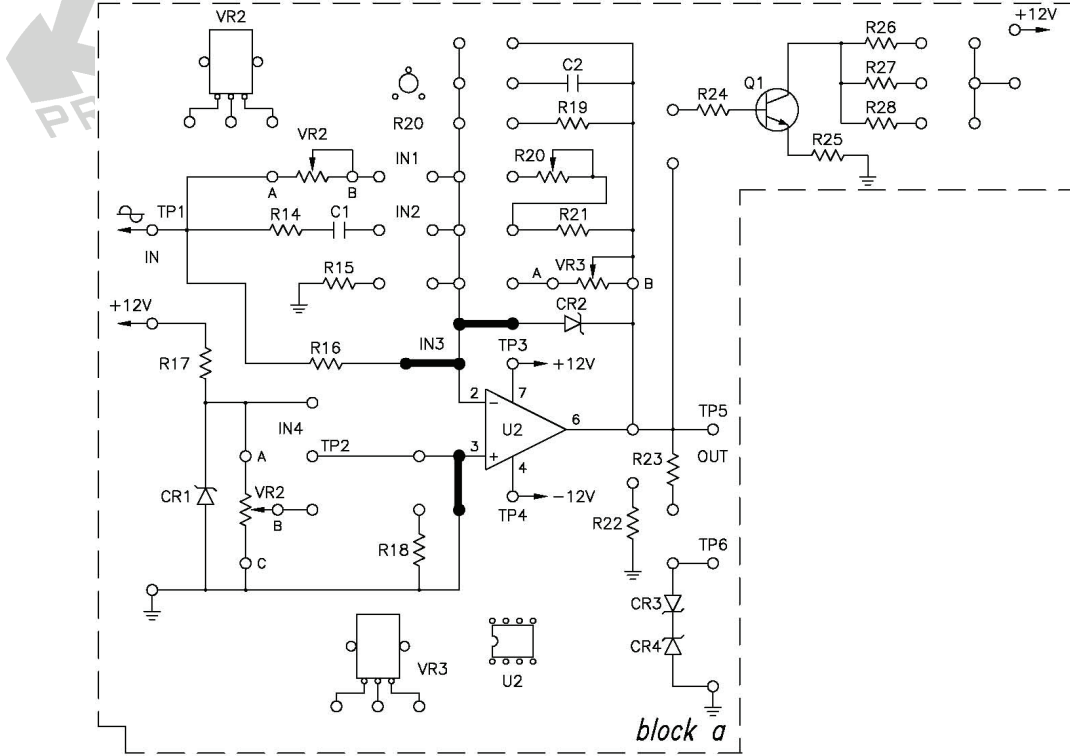 VR2
+12V
R26
C2
Q1
R27
R24
R19
R28
R20
VR2
IN1
R20
R25
A
B
TP1
R14
C1
IN2
R21
IN
R15
A
VR3
B
+12V
CR2
R17
R16
IN3
TP3
+12V
2
−
7
IN4
U2
6
TP5
TP2
3
+
A
4
R23
OUT
CR1
VR2
B
TP4
−12V
R22
R18
C
TP6
CR3
CR4
VR3
U2
block a